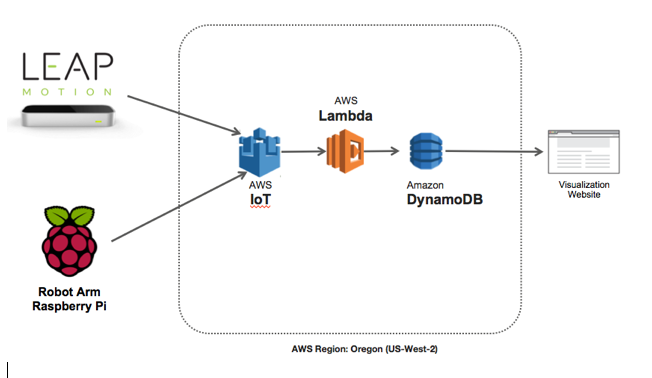 LEAP
MOTION
AWS
Lambda
AWS
IoT
Amazon
DynamoDB
Visualization
Website
Robot Arm
Raspberry Pi
AWS Region: Oregon (US-West-2)